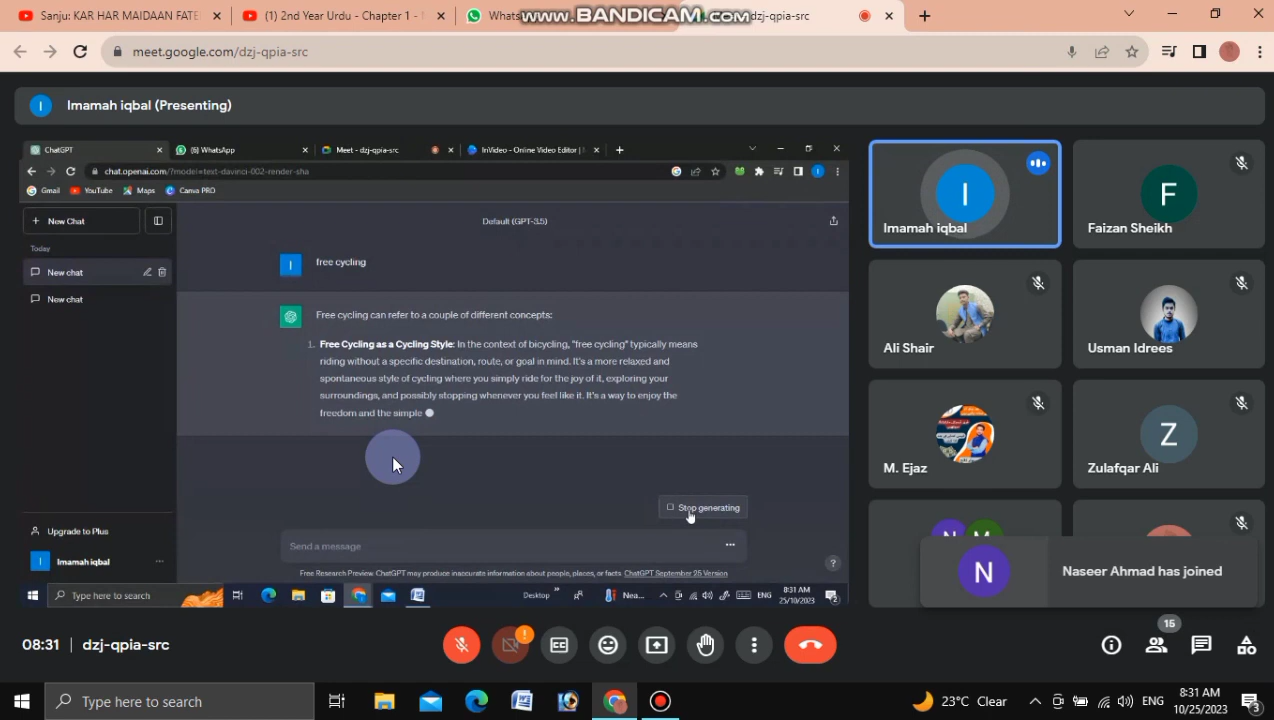 Sanju: KAR HAR MAIDAAN FATEH
(1) 2nd Year Urdu - Chapter 1 -
WhatsA
www.BANDICAM.com
dzj-qpia-src
meet.google.com/dzj-qpia-src
I
Imamah iqbal (Presenting)
ChatGPT
(5) WhatsApp
Meet - dzj-qpia-src
InVideo - Online Video Editor |
chat.openai.com/?model=text-davinci-002-render-sha
Gmail
YouTube
Maps
Canva PRO
+ New Chat
Today
New chat
New chat
Default (GPT-3.5)
I
free cycling
Free cycling can refer to a couple of different concepts:
1. Free Cycling as a Cycling Style: In the context of bicycling, "free cycling" typically means
riding without a specific destination, route, or goal in mind. It's a more relaxed and
spontaneous style of cycling where you simply ride for the joy of it, exploring your
surroundings, and possibly stopping whenever you feel like it. It's a way to enjoy the
freedom and the simple
Stop generating
Send a message
Free Research Preview. ChatGPT may produce inaccurate information about people, places, or facts. ChatGPT September 25 Version
Upgrade to Plus
I
Imamah iqbal
Type here to search
Desktop
Nea...
ENG
8:31 AM
25/10/2023
2
I
Imamah iqbal
F
Faizan Sheikh
Ali Shair
Usman Idrees
M. Ejaz
Z
Zulafqar Ali
N
Naseer Ahmad has joined
08:31 | dzj-qpia-src
15
Type here to search
23°C Clear
ENG
8:31 AM
10/25/2023
3